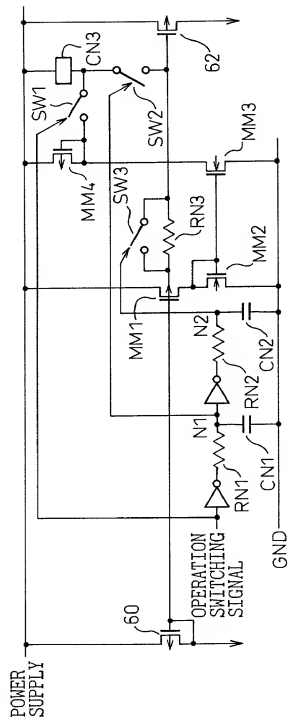 POWER
SUPPLY
60
OPERATION
SWITCHING
SIGNAL
GND
RN1
CN1
N1
RN2
CN2
N2
MM1
MM2
RN3
SW3
MM3
MM4
SW1
CN3
SW2
62